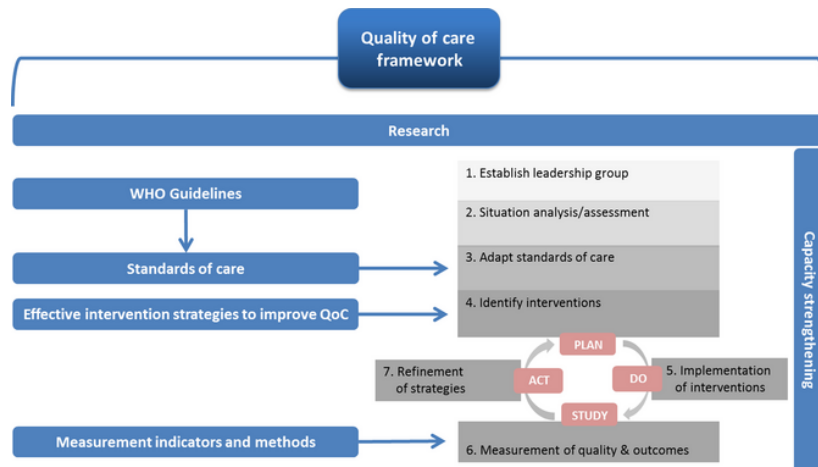 Quality of care
framework
Research
WHO Guidelines
Standards of care
Effective intervention strategies to improve QoC
Measurement indicators and methods
1. Establish leadership group
2. Situation analysis/assessment
3. Adapt standards of care
4. Identify interventions
PLAN
7. Refinement
of strategies
ACT
DO
5. Implementation
of interventions
STUDY
6. Measurement of quality & outcomes
Capacity strengthening